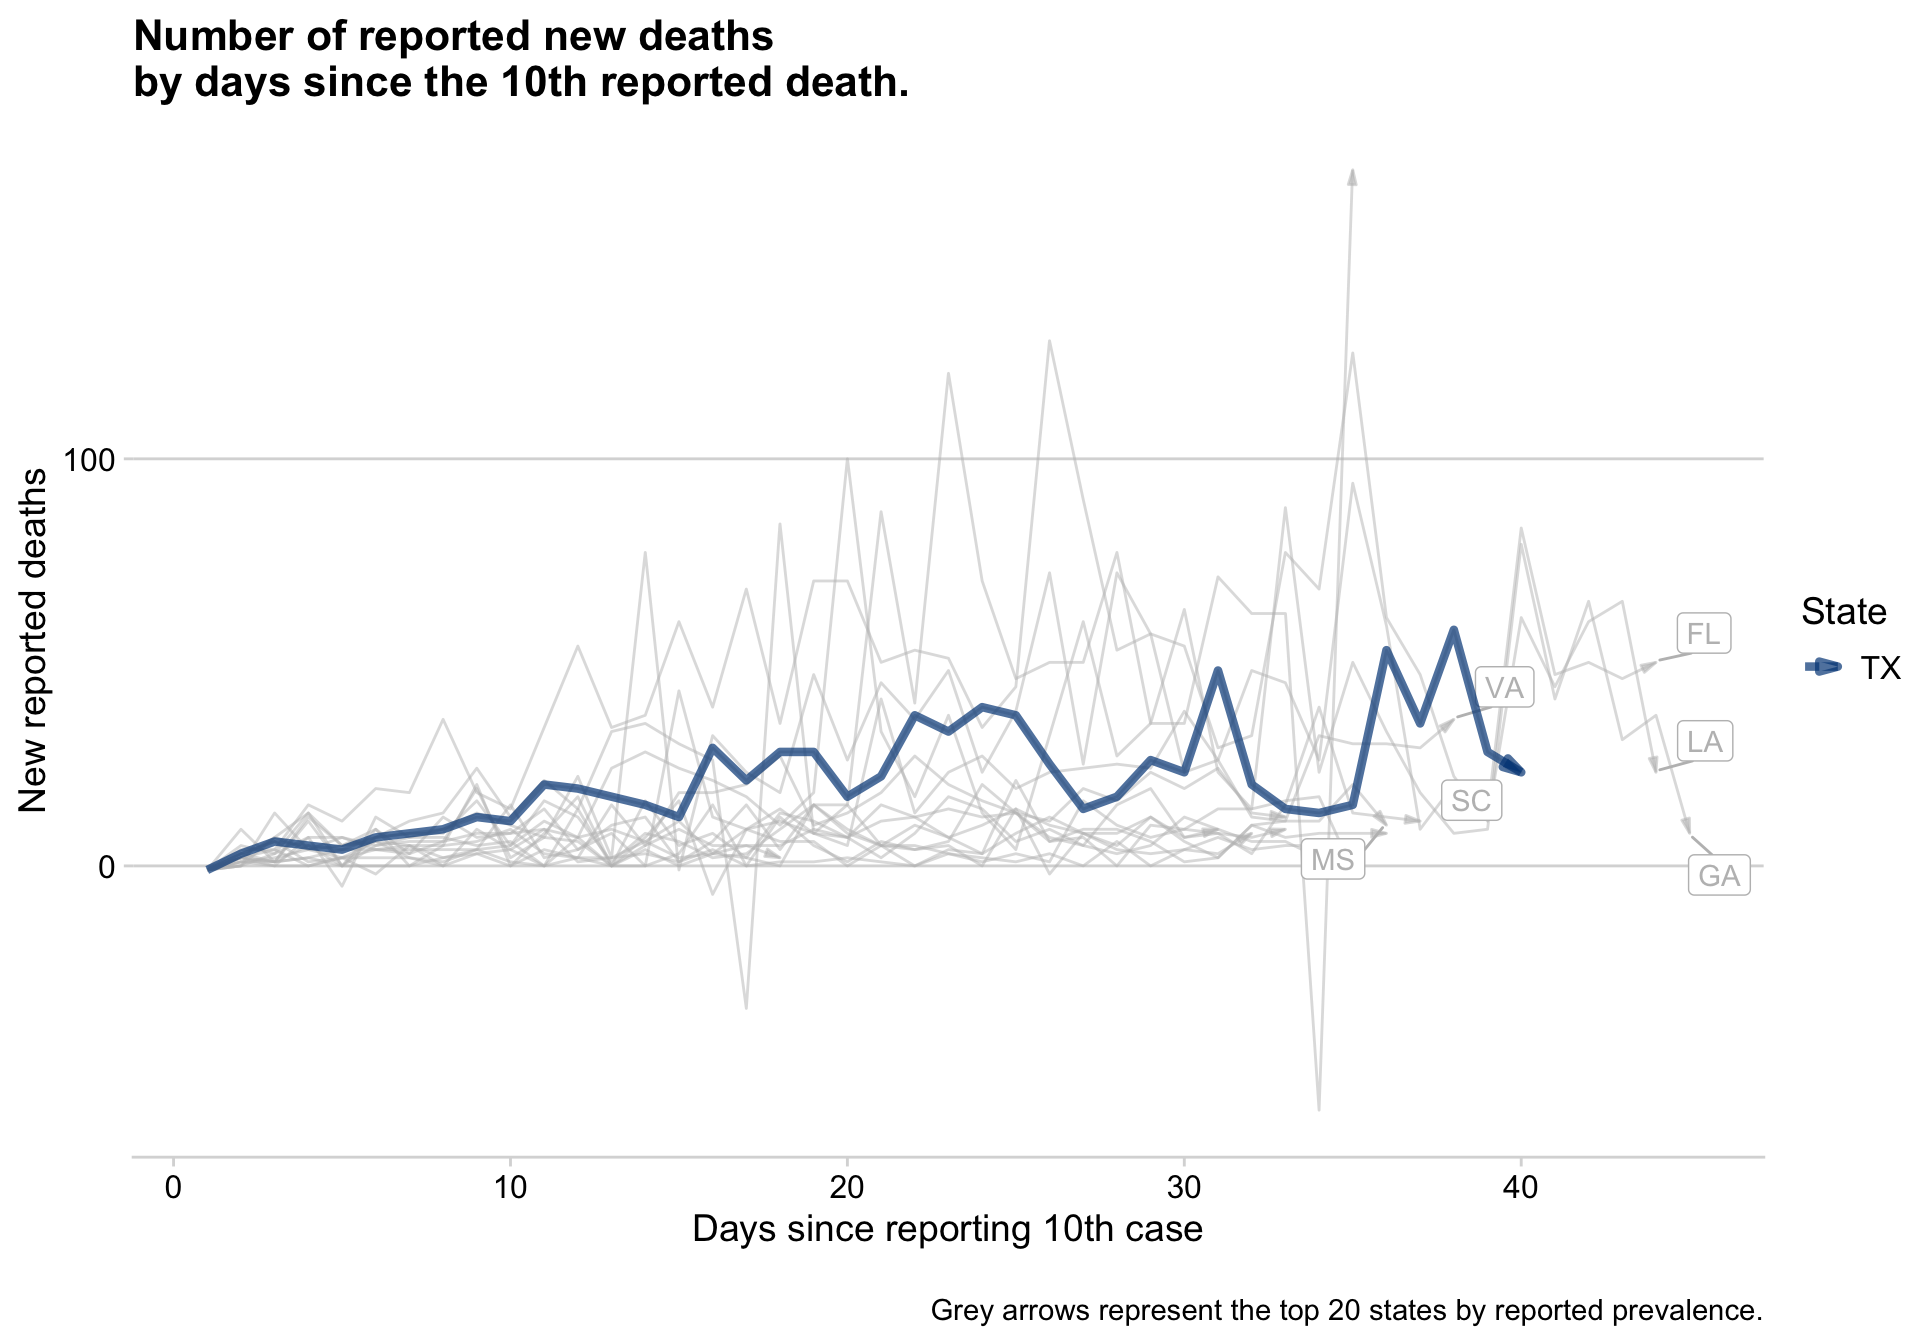 Number of reported new deaths
by days since the 10th reported death.
New reported deaths
100
0
FL
VA
LA
SC
MS
GA
State
TX
0 10 20 30 40
Days since reporting 10th case
Grey arrows represent the top 20 states by reported prevalence.